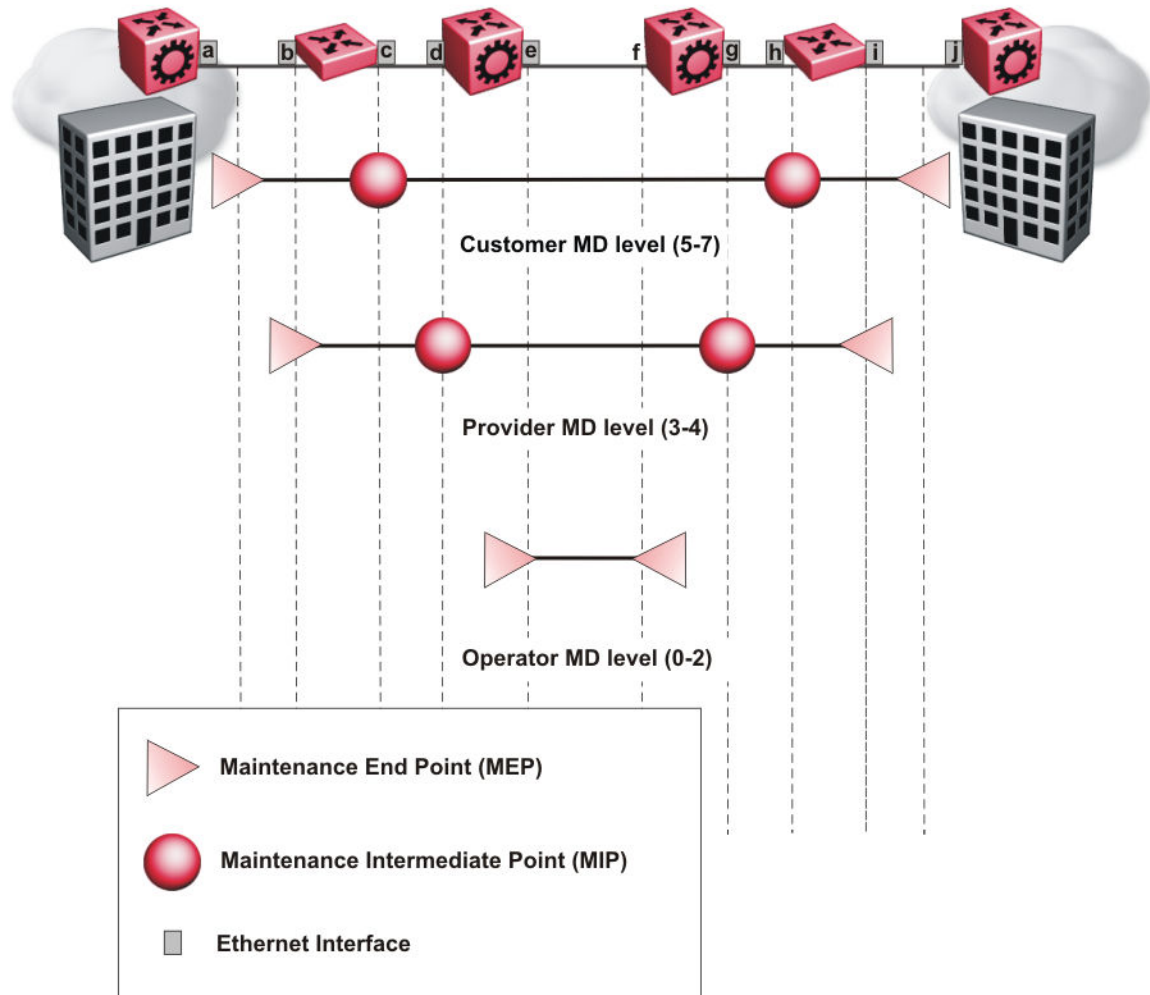 a b c d e f g h i j
Customer MD level (5-7)
Provider MD level (3-4)
Operator MD level (0-2)
Maintenance End Point (MEP)
Maintenance Intermediate Point (MIP)
Ethernet Interface